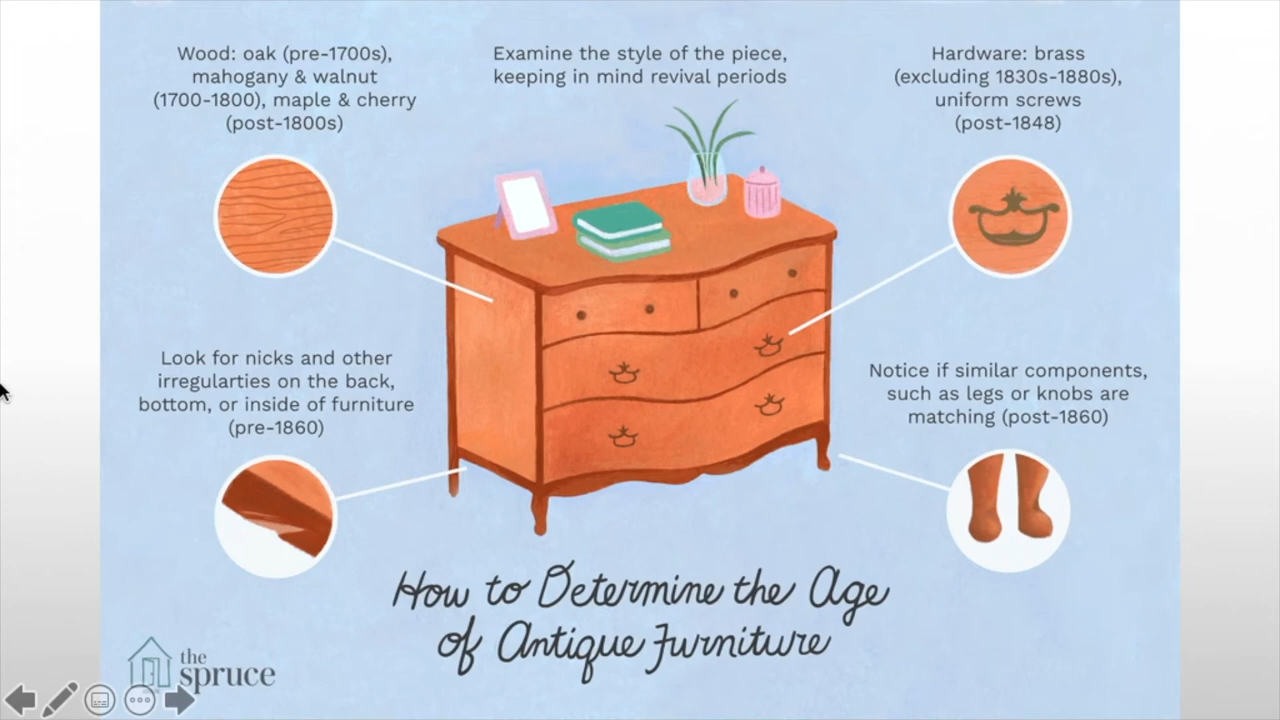 Wood: oak (pre-1700s),
mahogany & walnut
(1700-1800), maple & cherry
(post-1800s)
Examine the style of the piece,
keeping in mind revival periods
Hardware: brass
(excluding 1830s-1880s),
uniform screws
(post-1848)
Look for nicks and other
irregularties on the back,
bottom, or inside of furniture
(pre-1860)
Notice if similar components,
such as legs or knobs are
matching (post-1860)
How to Determine the Age
of Antique Furniture
the
spruce